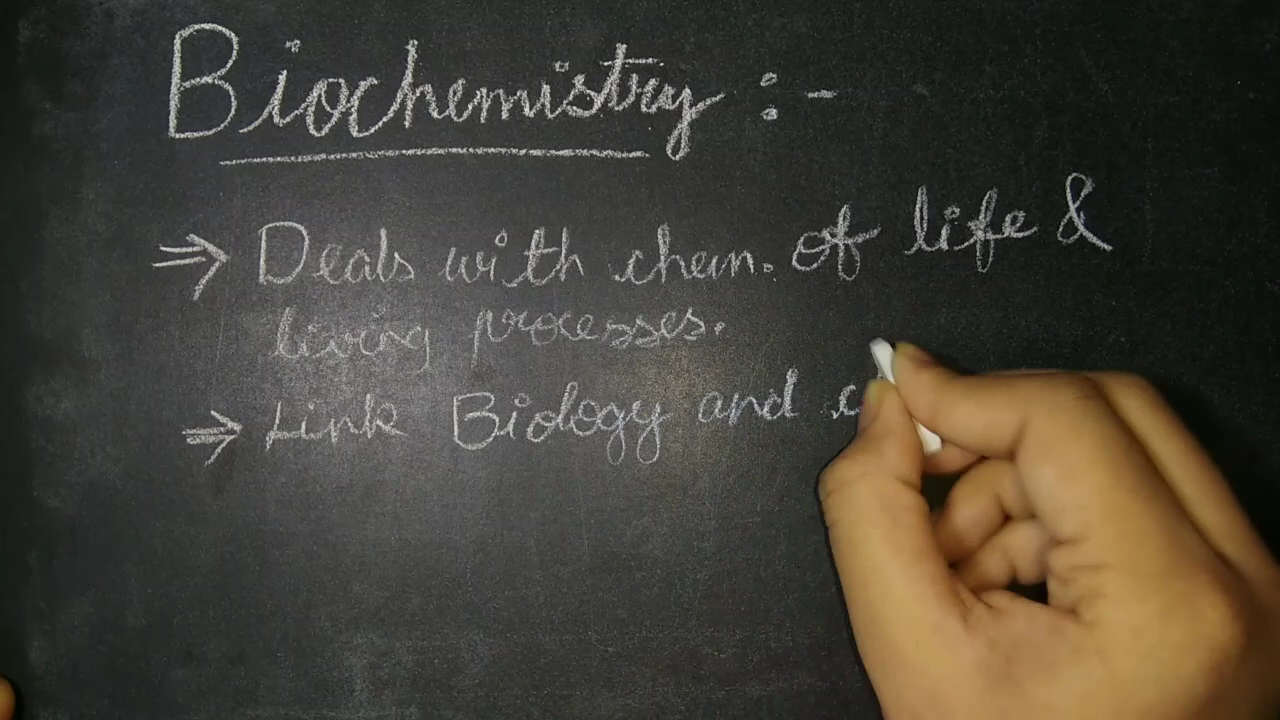 Biochemistry :-
⇒ Deals with chem. of life &
living processes.
⇒ Link Biology and c